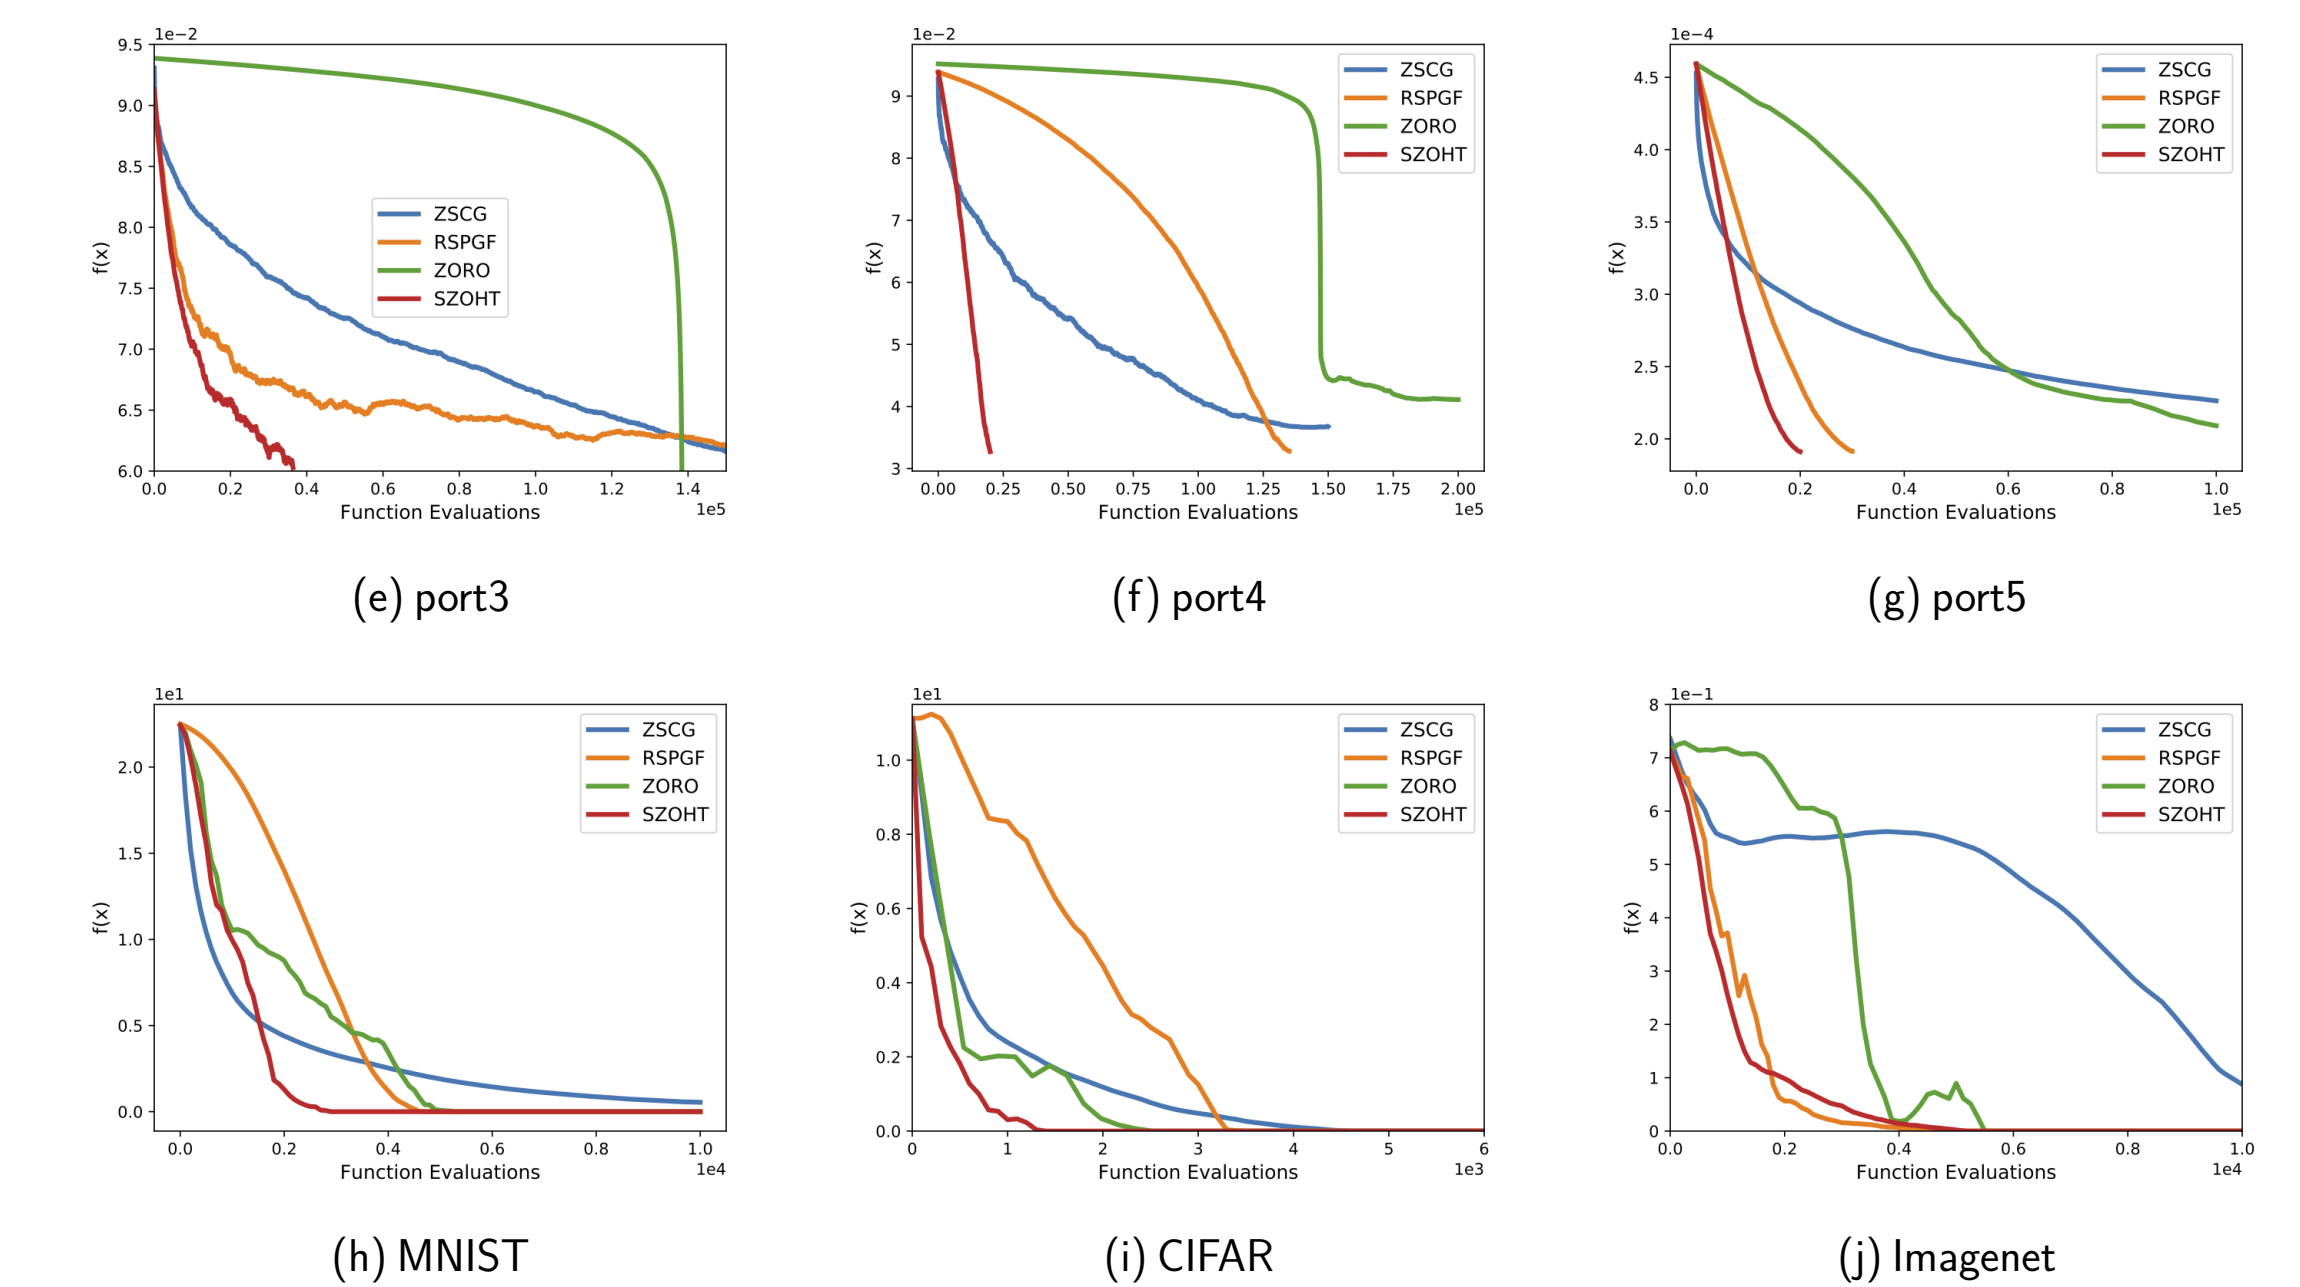 1e−2
9.5
9.0
8.5
8.0
7.5
7.0
6.5
6.0
f(x)
ZSCG
RSPGF
ZORO
SZOHT
0.0 0.2 0.4 0.6 0.8 1.0 1.2 1.4
1e5
Function Evaluations
(e) port3
1e−2
9
8
7
6
5
4
3
f(x)
ZSCG
RSPGF
ZORO
SZOHT
0.00 0.25 0.50 0.75 1.00 1.25 1.50 1.75 2.00
1e5
Function Evaluations
(f) port4
1e−4
4.5
4.0
3.5
3.0
2.5
2.0
f(x)
ZSCG
RSPGF
ZORO
SZOHT
0.0 0.2 0.4 0.6 0.8 1.0
1e5
Function Evaluations
(g) port5
1e1
2.0
1.5
1.0
0.5
0.0
f(x)
ZSCG
RSPGF
ZORO
SZOHT
0.0 0.2 0.4 0.6 0.8 1.0
1e4
Function Evaluations
(h) MNIST
1e1
1.0
0.8
0.6
0.4
0.2
0.0
f(x)
ZSCG
RSPGF
ZORO
SZOHT
0 1 2 3 4 5 6
1e3
Function Evaluations
(i) CIFAR
1e−1
8
7
6
5
4
3
2
1
0
f(x)
ZSCG
RSPGF
ZORO
SZOHT
0.0 0.2 0.4 0.6 0.8 1.0
1e4
Function Evaluations
(j) Imagenet